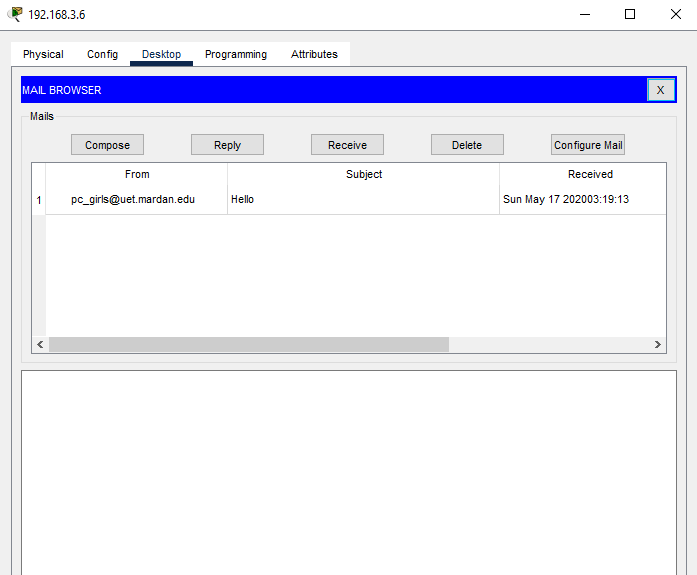 192.168.3.6
Physical Config Desktop Programming Attributes
MAIL BROWSER X
Mails
Compose Reply Receive Delete Configure Mail
From Subject Received
1 pc_girls@uet.mardan.edu Hello Sun May 17 202003:19:13